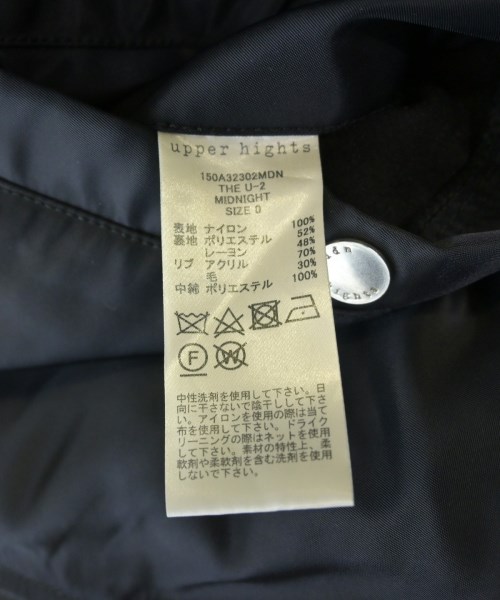 upper hights
150A32302MDN
THE U-2
MIDNIGHT
SIZE 0
表地 ナイロン 100%
裏地 ポリエステル 52%
レーヨン 48%
リブ アクリル 70%
毛 30%
中綿 ポリエステル 100%
F W
中性洗剤を使用して下さい。日
向に干さないで陰干しして下さ
い。アイロンを使用の際は当て
布を使用して下さい。ドライク
リーニングの際はネットを使用し
て下さい。素材の特性上、柔
軟剤や柔軟剤を含む洗剤を使用
しないで下さい。
hights